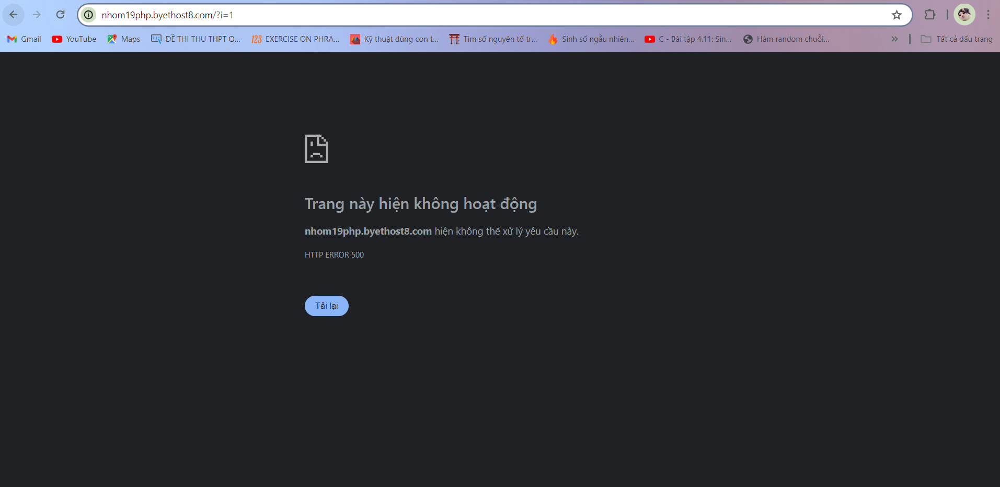 nhom19php.byethost8.com/?i=1
Gmail YouTube Maps ĐỀ THI THU THPT Q... 123 EXERCISE ON PHRA... Kỹ thuật dùng con t... Tìm số nguyên tố tr... Sinh số ngẫu nhiên... C - Bài tập 4.11: Sin... Hàm random chuỗi... » Tất cả dấu trang
Trang này hiện không hoạt động
nhom19php.byethost8.com hiện không thể xử lý yêu cầu này.
HTTP ERROR 500
Tải lại